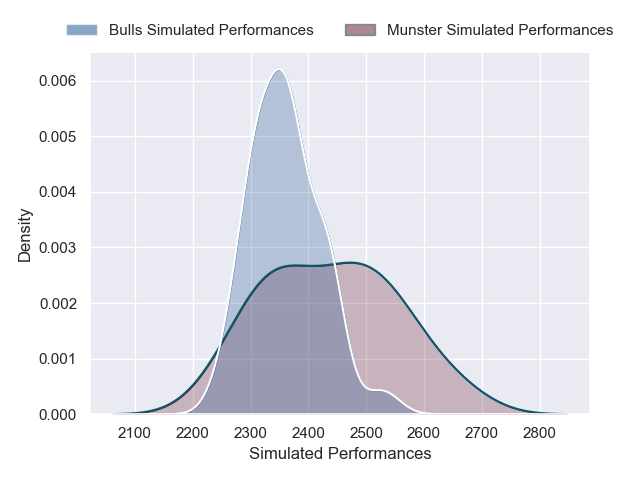 Bulls Simulated Performances Munster Simulated Performances
0.006
0.005
0.004
0.003
0.002
0.001
0.000
Density
2100 2200 2300 2400 2500 2600 2700 2800
Simulated Performances